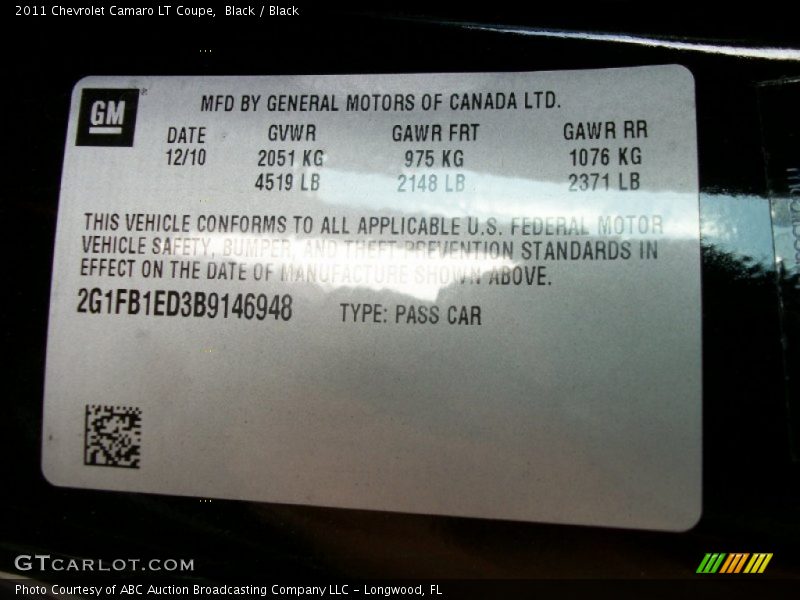 2011 Chevrolet Camaro LT Coupe, Black / Black
GM
MFD BY GENERAL MOTORS OF CANADA LTD.
DATE GVWR GAWR FRT GAWR RR
12/10 2051 KG 975 KG 1076 KG
4519 LB 2148 LB 2371 LB
THIS VEHICLE CONFORMS TO ALL APPLICABLE U.S. FEDERAL MOTOR
VEHICLE SAFETY, BUMPER, AND THEFT PREVENTION STANDARDS IN
EFFECT ON THE DATE OF MANUFACTURE SHOWN ABOVE.
2G1FB1ED3B9146948 TYPE: PASS CAR
GTCARLOT.COM
Photo Courtesy of ABC Auction Broadcasting Company LLC - Longwood, FL